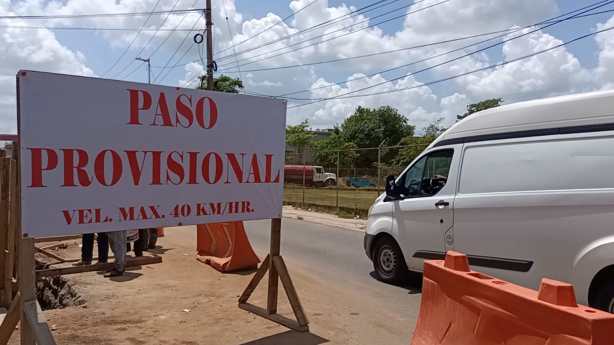 PASO
PROVISIONAL
VEL. MAX. 40 KM/HR.